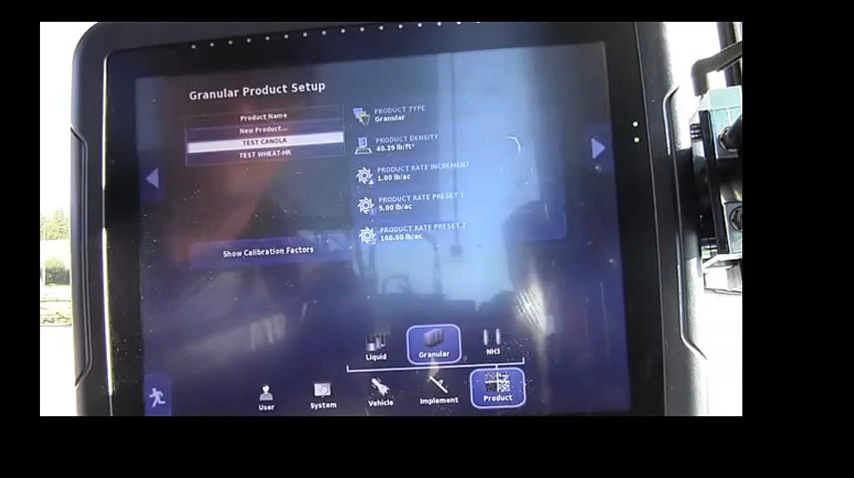 Granular Product Setup
Product Name
New Product...
TEST CANOLA
TEST WHEAT-HR
Show Calibration Factors
PRODUCT TYPE
Granular
PRODUCT DENSITY
40.39 lb/ft³
PRODUCT RATE INCREMENT
1.00 lb/ac
PRODUCT RATE PRESET 1
5.00 lb/ac
PRODUCT RATE PRESET 2
100.00 lb/ac
Liquid
Granular
NH3
User
System
Vehicle
Implement
Product